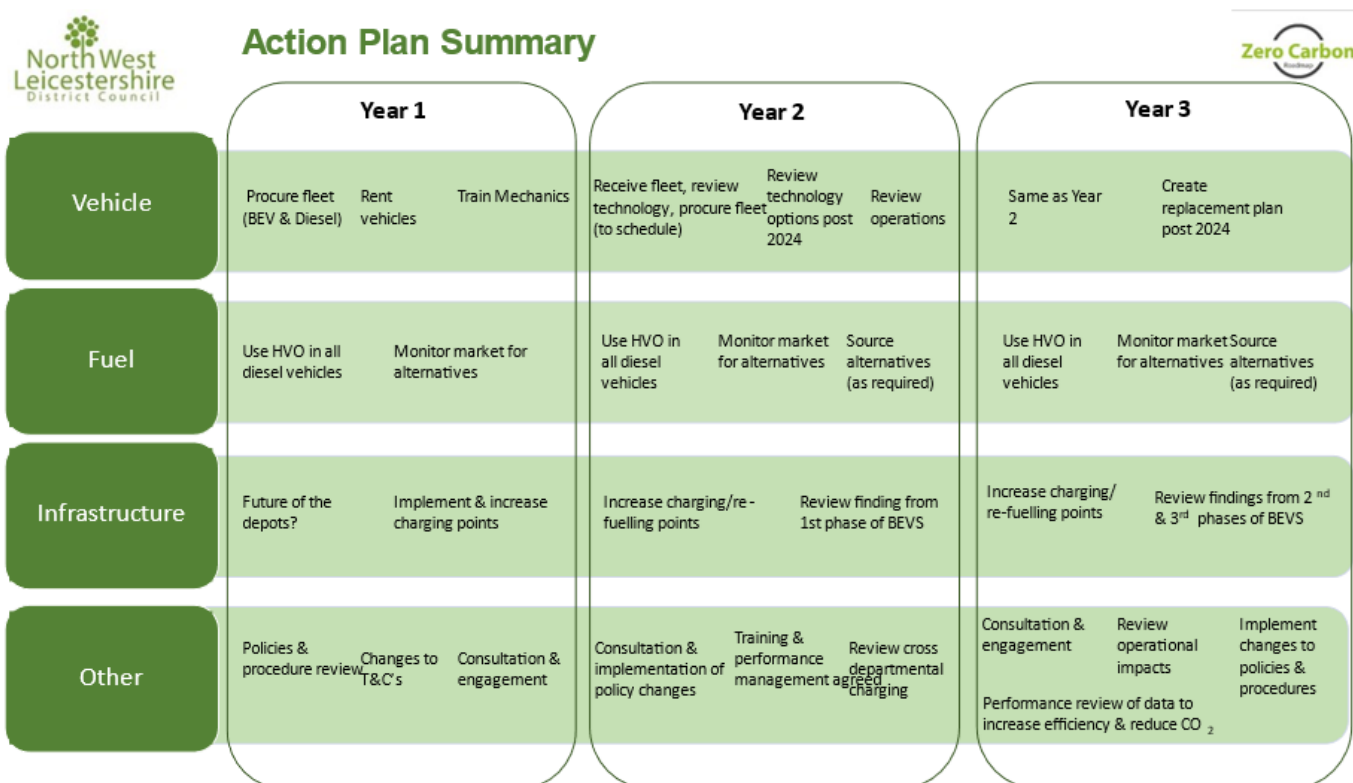 North West
Leicestershire
District Council
Action Plan Summary
Zero Carbon
Roadmap
Year 1
Year 2
Year 3
Vehicle
Procure fleet
(BEV & Diesel)
Rent
vehicles
Train Mechanics
Receive fleet, review
technology, procure fleet
(to schedule)
Review
technology
options post
2024
Review
operations
Same as Year
2
Create
replacement plan
post 2024
Fuel
Use HVO in all
diesel vehicles
Monitor market for
alternatives
Use HVO in
all diesel
vehicles
Monitor market
for alternatives
Source
alternatives
(as required)
Use HVO in
all diesel
vehicles
Monitor market
for alternatives
Source
alternatives
(as required)
Infrastructure
Future of the
depots?
Implement & increase
charging points
Increase charging/re-
fuelling points
Review finding from
1st phase of BEVS
Increase charging/
re-fuelling points
Review findings from 2 nd
& 3rd phases of BEVS
Other
Policies &
procedure review
Changes to
T&C's
Consultation &
engagement
Consultation &
implementation of
policy changes
Training &
performance
management agreed
Review cross
departmental
charging
Consultation &
engagement
Review
operational
impacts
Implement
changes to
policies &
procedures
Performance review of data to
increase efficiency & reduce CO 2